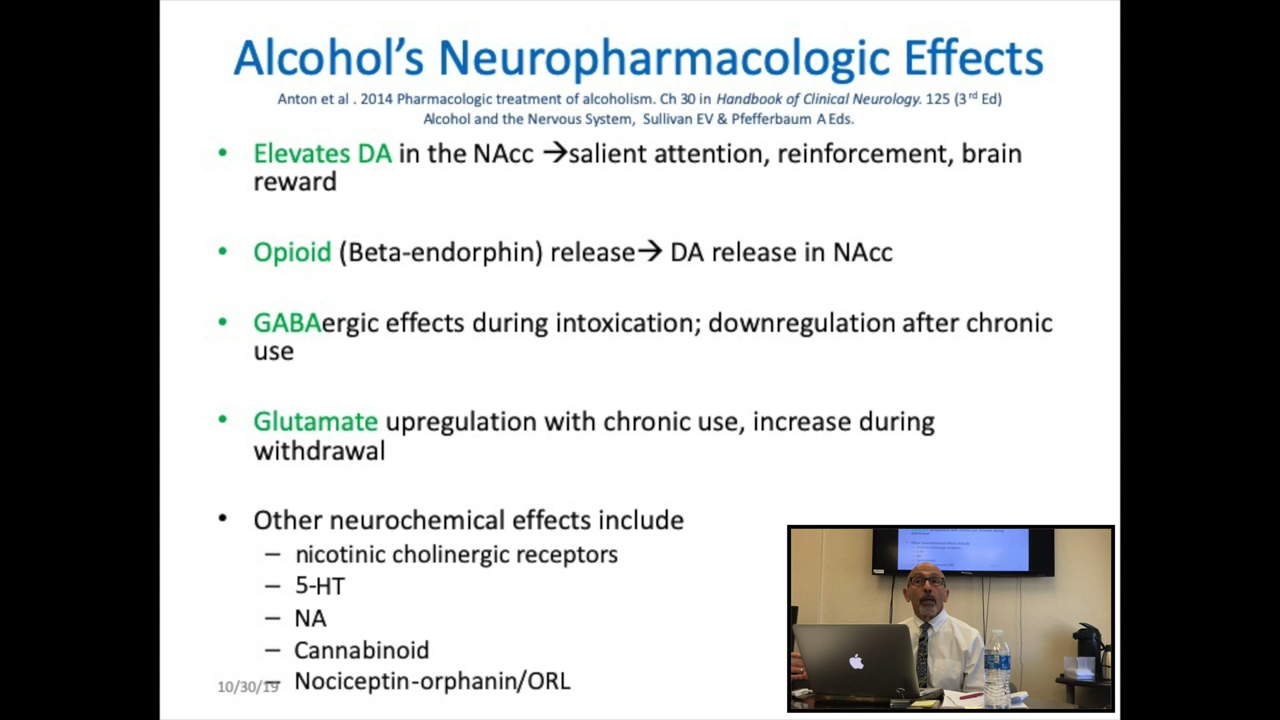 Alcohol's Neuropharmacologic Effects
Anton et al . 2014 Pharmacologic treatment of alcoholism. Ch 30 in Handbook of Clinical Neurology. 125 (3rd Ed)
Alcohol and the Nervous System, Sullivan EV & Pfefferbaum A Eds.
• Elevates DA in the NAcc →salient attention, reinforcement, brain
reward
• Opioid (Beta-endorphin) release→ DA release in NAcc
• GABAergic effects during intoxication; downregulation after chronic
use
• Glutamate upregulation with chronic use, increase during
withdrawal
• Other neurochemical effects include
– nicotinic cholinergic receptors
– 5-HT
– NA
– Cannabinoid
– Nociceptin-orphanin/ORL
10/30/19